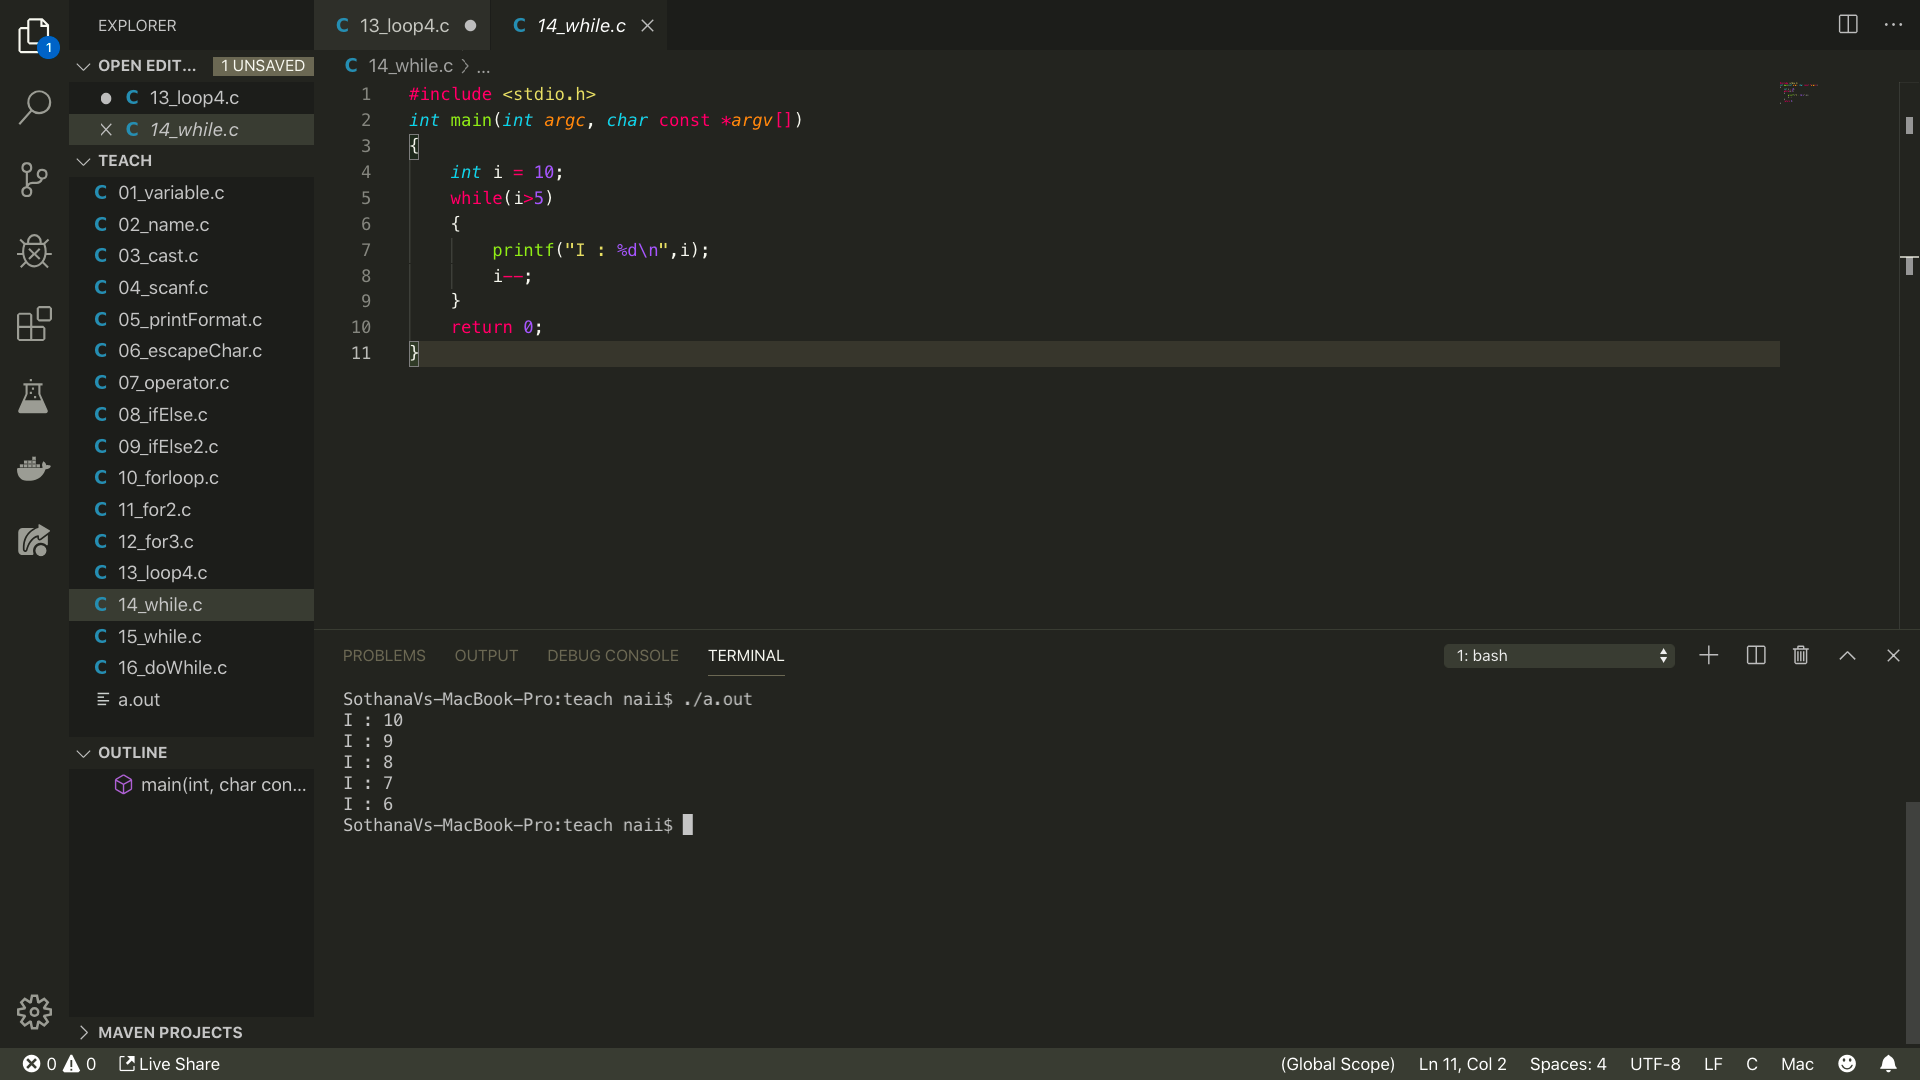 EXPLORER
C 13_loop4.c
C 14_while.c
OPEN EDIT... 1 UNSAVED
C 13_loop4.c
C 14_while.c
TEACH
C 01_variable.c
C 02_name.c
C 03_cast.c
C 04_scanf.c
C 05_printFormat.c
C 06_escapeChar.c
C 07_operator.c
C 08_ifElse.c
C 09_ifElse2.c
C 10_forloop.c
C 11_for2.c
C 12_for3.c
C 13_loop4.c
C 14_while.c
C 15_while.c
C 16_doWhile.c
a.out
OUTLINE
main(int, char con...
MAVEN PROJECTS
1
C 14_while.c > ...
1 #include <stdio.h>
2 int main(int argc, char const *argv[])
3 {
4 int i = 10;
5 while(i>5)
6 {
7 printf("I : %d\n",i);
8 i--;
9 }
10 return 0;
11 }
PROBLEMS OUTPUT DEBUG CONSOLE TERMINAL 1: bash
SothanaVs-MacBook-Pro:teach naii$ ./a.out
I : 10
I : 9
I : 8
I : 7
I : 6
SothanaVs-MacBook-Pro:teach naii$
0 0 Live Share (Global Scope) Ln 11, Col 2 Spaces: 4 UTF-8 LF C Mac